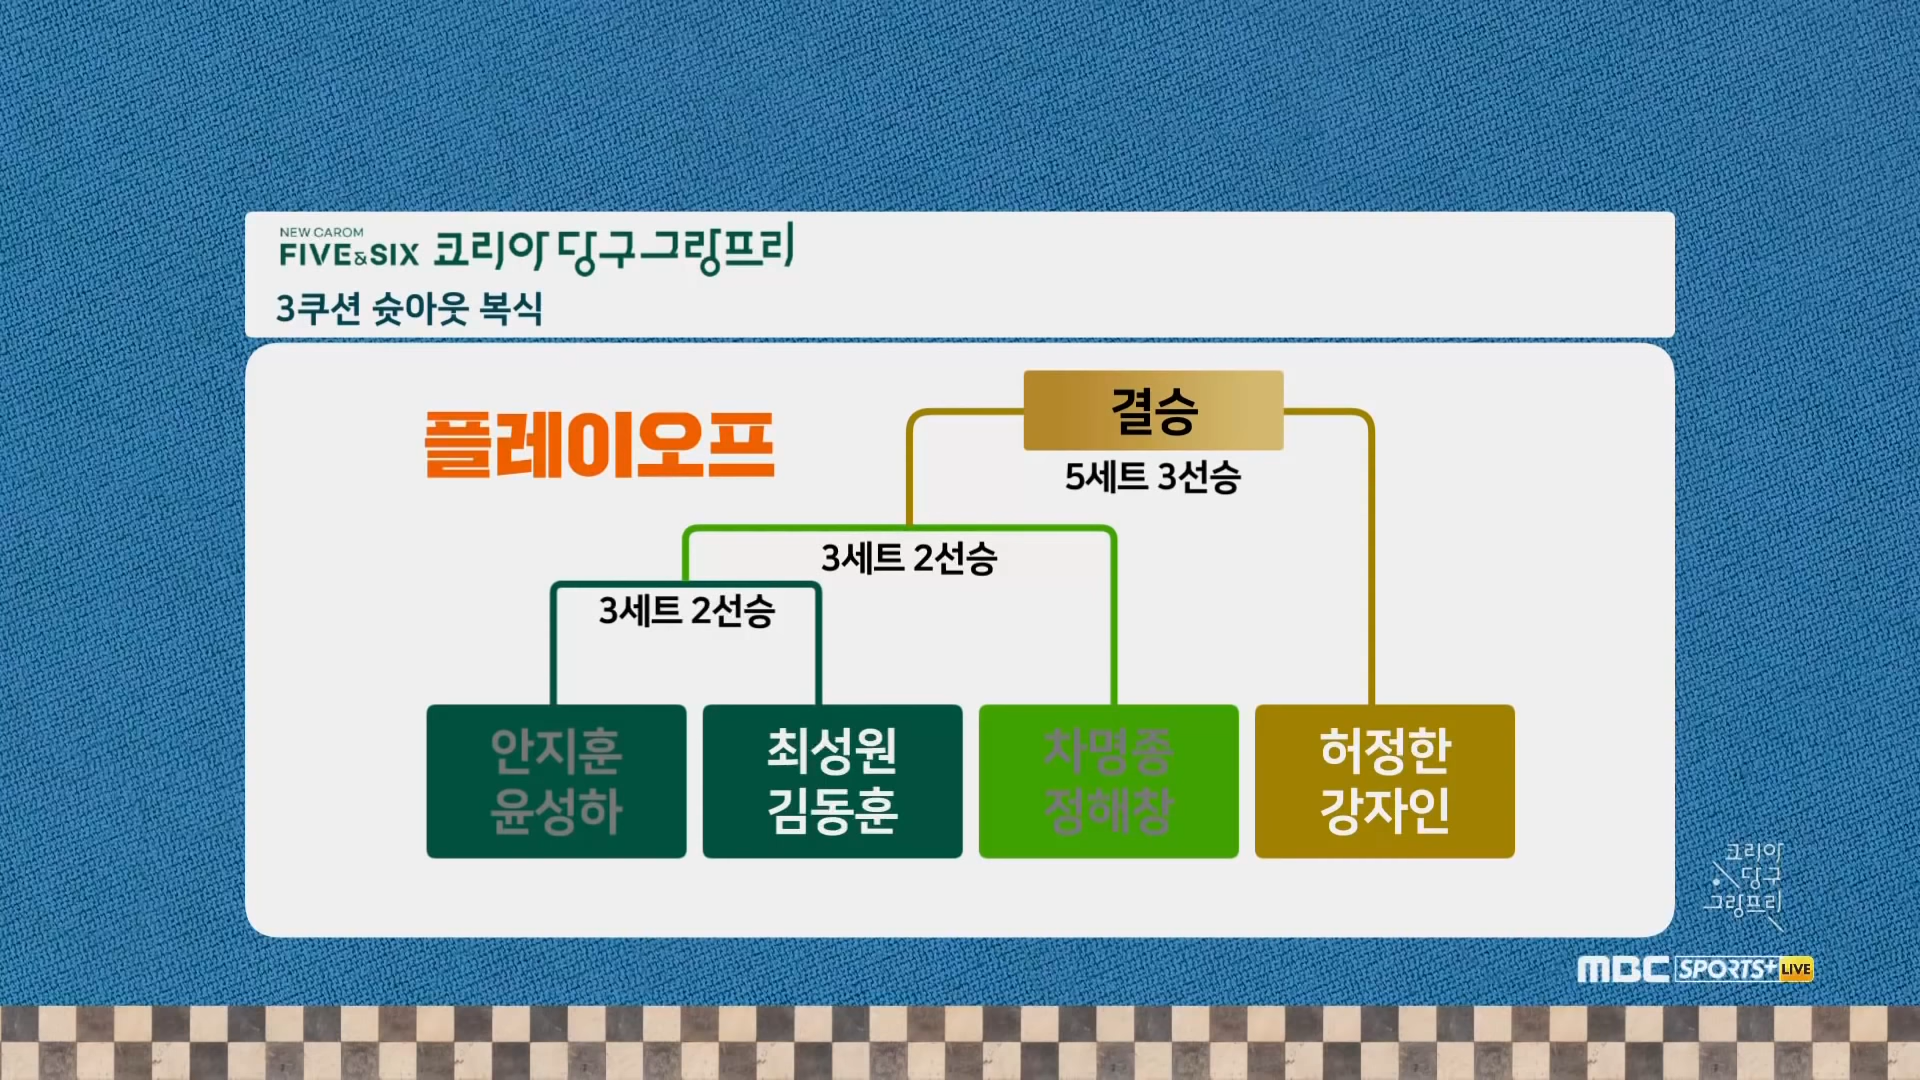 NEW CAROM
FIVE&SIX 코리아 당구그랑프리
3쿠션 슛아웃 복식
플레이오프
결승
5세트 3선승
3세트 2선승
3세트 2선승
안지훈
윤성하
최성원
김동훈
차명종
정해창
허정한
강자인
코리아
당구
그랑프리
MBC SPORTS+ LIVE